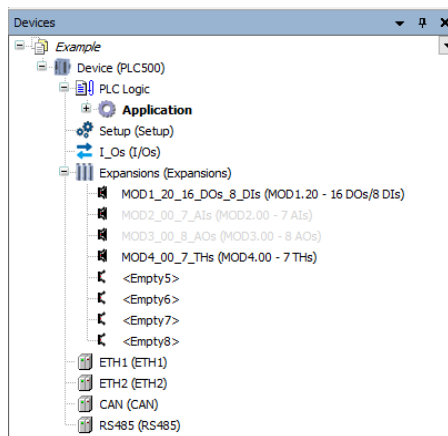 Devices
Example
Device (PLC500)
PLC Logic
Application
Setup (Setup)
I_Os (I/Os)
Expansions (Expansions)
MOD1_20_16_DOs_8_DIs (MOD1.20 - 16 DOs/8 DIs)
MOD2_00_7_AIs (MOD2.00 - 7 AIs)
MOD3_00_8_AOs (MOD3.00 - 8 AOs)
MOD4_00_7_THs (MOD4.00 - 7 THs)
<Empty5>
<Empty6>
<Empty7>
<Empty8>
ETH1 (ETH1)
ETH2 (ETH2)
CAN (CAN)
RS485 (RS485)